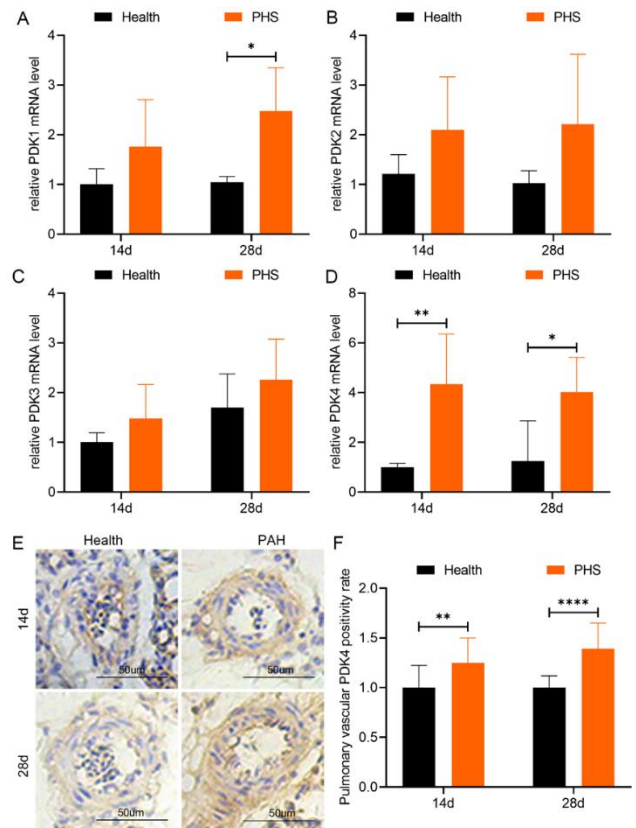 A
Health PHS
*
relative PDK1 mRNA level
4
3
2
1
0
14d 28d
B
Health PHS
relative PDK2 mRNA level
4
3
2
1
0
14d 28d
C
Health PHS
relative PDK3 mRNA level
4
3
2
1
0
14d 28d
D
Health PHS
**
*
relative PDK4 mRNA level
8
6
4
2
0
14d 28d
E
Health PAH
14d
50um 50um
28d
50um 50um
F
Health PHS
**
****
Pulmonary vascular PDK4 positivity rate
2.0
1.5
1.0
0.5
0.0
14d 28d